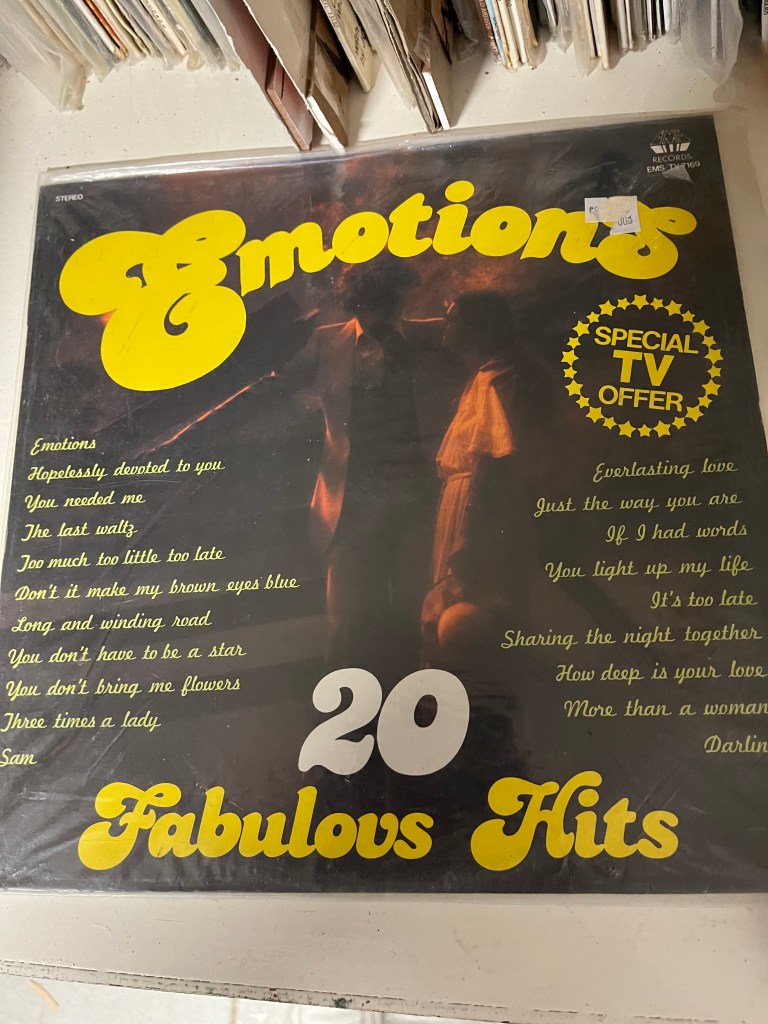 STEREO
RECORDS
EMS-TV-7169
Emotions
SPECIAL
TV
OFFER
Emotions
Hopelessly devoted to you
You needed me
The last waltz
Too much too little too late
Don't it make my brown eyes blue
Long and winding road
You don't have to be a star
You don't bring me flowers
Three times a lady
Sam
Everlasting love
Just the way you are
If I had words
You light up my life
It's too late
Sharing the night together
How deep is your love
More than a woman
Darlin
20
Fabulous Hits